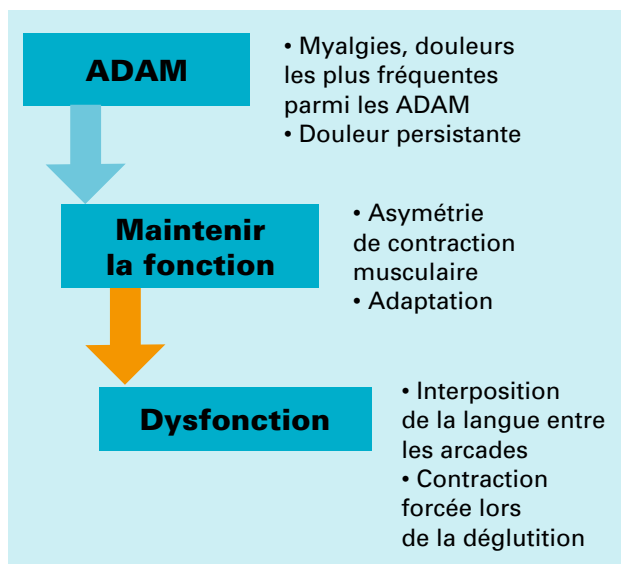 ADAM
• Myalgies, douleurs
les plus fréquentes
parmi les ADAM
• Douleur persistante
Maintenir
la fonction
• Asymétrie
de contraction
musculaire
• Adaptation
Dysfonction
• Interposition
de la langue entre
les arcades
• Contraction
forcée lors
de la déglutition